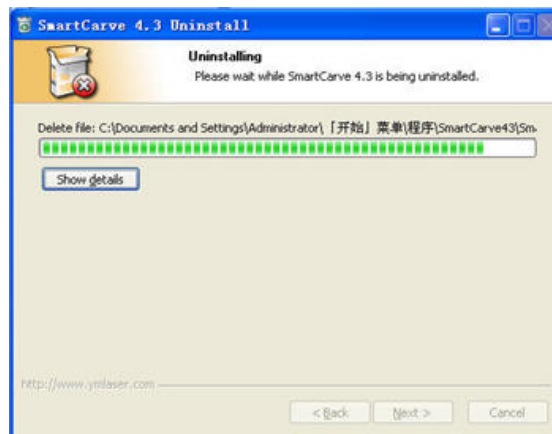 SmartCarve 4.3 Uninstall
Uninstalling
Please wait while SmartCarve 4.3 is being uninstalled.
Delete file: C:\Documents and Settings\Administrator\「开始」菜单\程序\SmartCarve43\Sm
Show details
http://www.ymlaser.com
< Back
Next >
Cancel